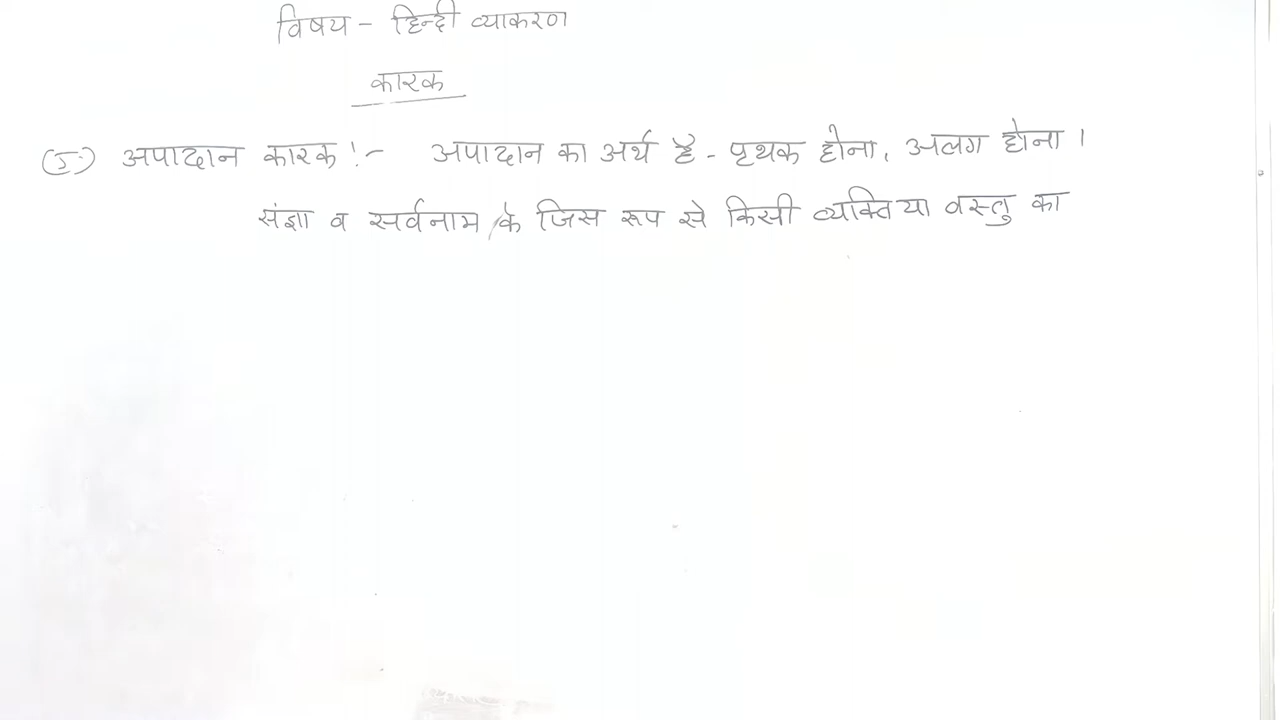 विषय - हिन्दी व्याकरण
कारक
(5.) अपादान कारक :- अपादान का अर्थ है - पृथक होना, अलग होना ।
संज्ञा व सर्वनाम के जिस रूप से किसी व्यक्ति या वस्तु का